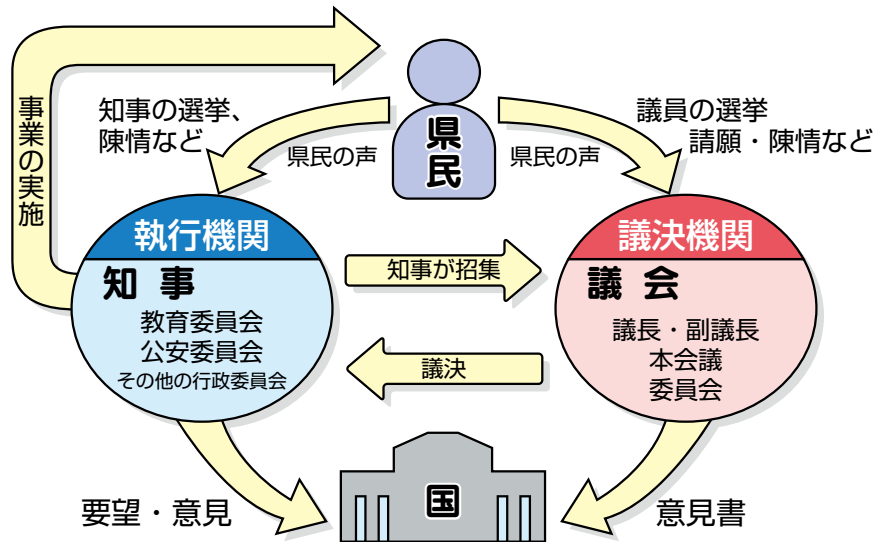 事業の実施
知事の選挙、
陳情など
県民の声
県民
県民の声
議員の選挙
請願・陳情など
執行機関
知事
教育委員会
公安委員会
その他の行政委員会
知事が招集
議決
議決機関
議会
議長・副議長
本会議
委員会
要望・意見
国
意見書